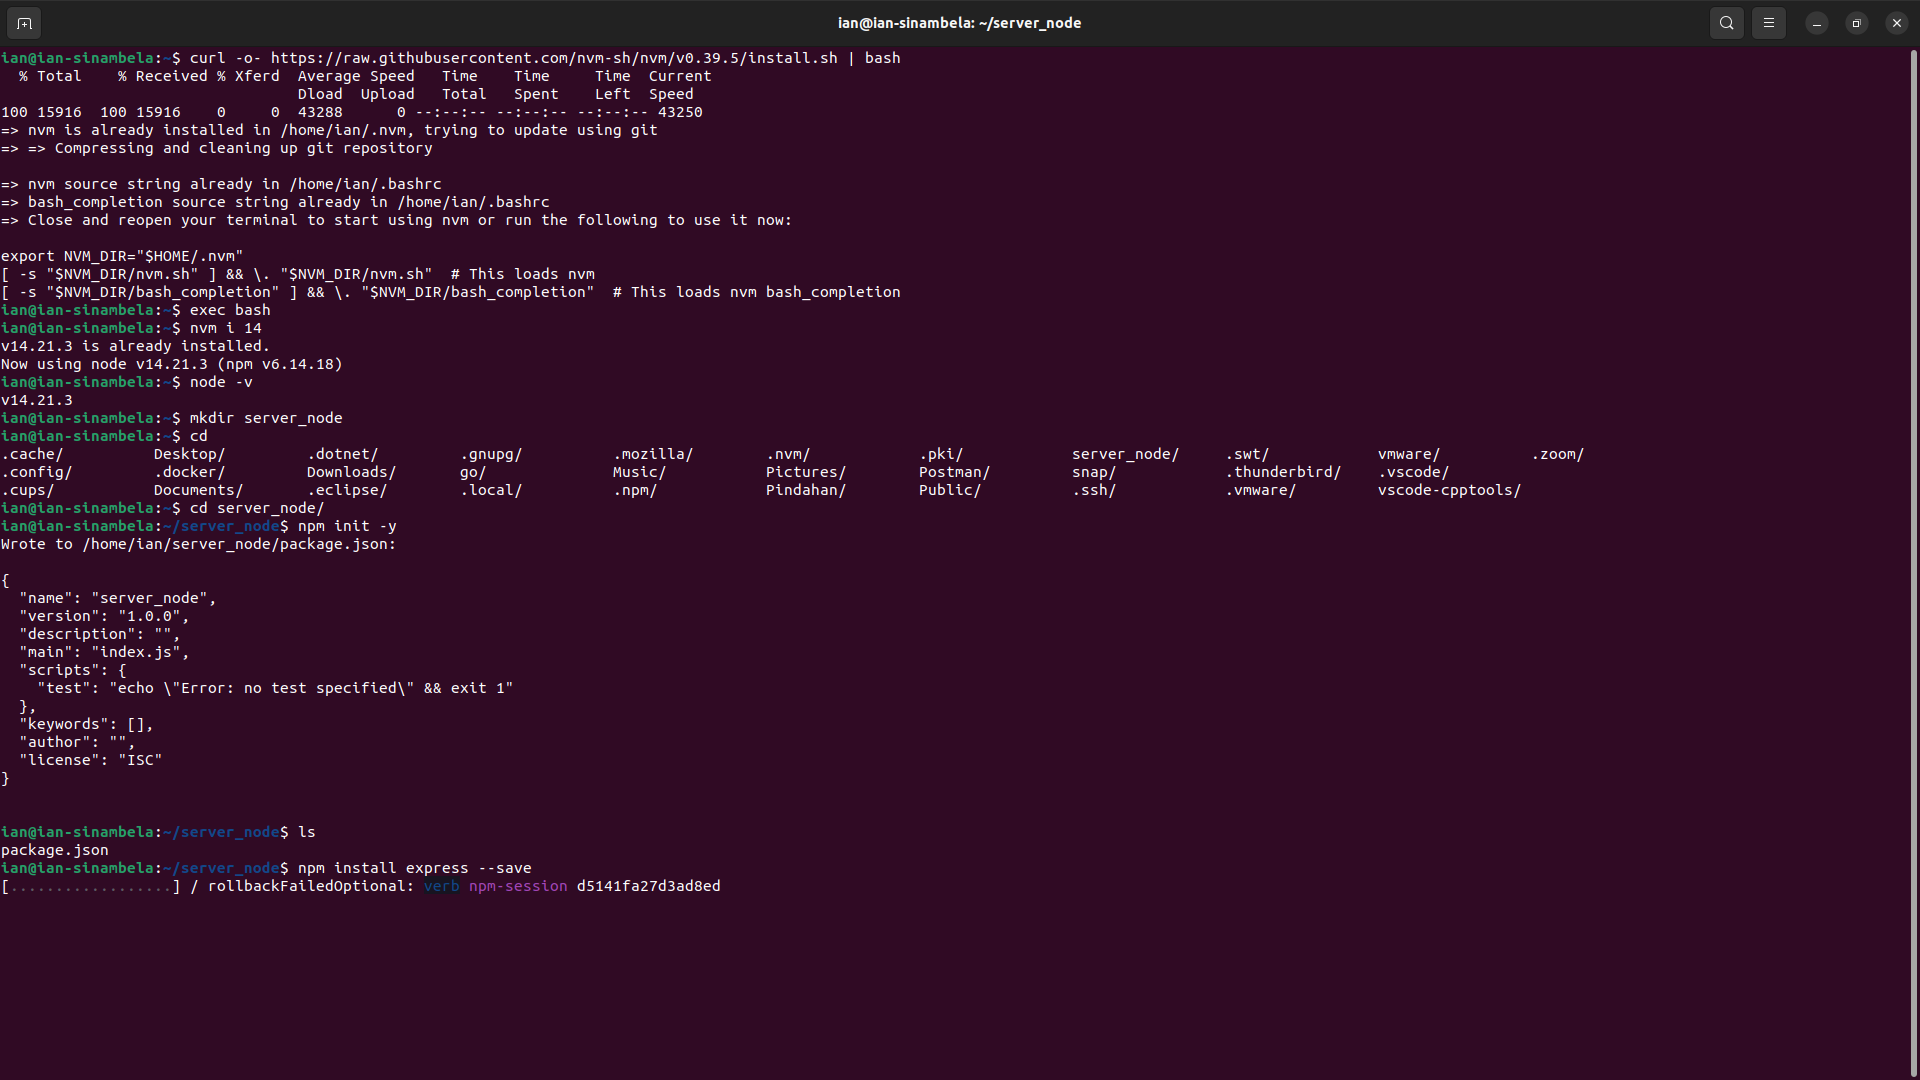 ian@ian-sinambela: ~/server_node
ian@ian-sinambela:~$ curl -o- https://raw.githubusercontent.com/nvm-sh/nvm/v0.39.5/install.sh | bash
  % Total    % Received % Xferd  Average Speed   Time    Time     Time  Current
                                 Dload  Upload   Total   Spent    Left  Speed
100 15916  100 15916    0     0  43288      0 --:--:-- --:--:-- --:--:-- 43250
=> nvm is already installed in /home/ian/.nvm, trying to update using git
=> => Compressing and cleaning up git repository

=> nvm source string already in /home/ian/.bashrc
=> bash_completion source string already in /home/ian/.bashrc
=> Close and reopen your terminal to start using nvm or run the following to use it now:

export NVM_DIR="$HOME/.nvm"
[ -s "$NVM_DIR/nvm.sh" ] && \. "$NVM_DIR/nvm.sh"  # This loads nvm
[ -s "$NVM_DIR/bash_completion" ] && \. "$NVM_DIR/bash_completion"  # This loads nvm bash_completion
ian@ian-sinambela:~$ exec bash
ian@ian-sinambela:~$ nvm i 14
v14.21.3 is already installed.
Now using node v14.21.3 (npm v6.14.18)
ian@ian-sinambela:~$ node -v
v14.21.3
ian@ian-sinambela:~$ mkdir server_node
ian@ian-sinambela:~$ cd
.cache/          Desktop/         .dotnet/         .gnupg/          .mozilla/        .nvm/            .pki/            server_node/     .swt/            vmware/          .zoom/
.config/         .docker/         Downloads/       go/              Music/           Pictures/        Postman/         snap/            .thunderbird/    .vscode/
.cups/           Documents/       .eclipse/        .local/          .npm/            Pindahan/        Public/          .ssh/            .vmware/         vscode-cpptools/
ian@ian-sinambela:~$ cd server_node/
ian@ian-sinambela:~/server_node$ npm init -y
Wrote to /home/ian/server_node/package.json:

{
  "name": "server_node",
  "version": "1.0.0",
  "description": "",
  "main": "index.js",
  "scripts": {
    "test": "echo \"Error: no test specified\" && exit 1"
  },
  "keywords": [],
  "author": "",
  "license": "ISC"
}


ian@ian-sinambela:~/server_node$ ls
package.json
ian@ian-sinambela:~/server_node$ npm install express --save
[..................] / rollbackFailedOptional: verb npm-session d5141fa27d3ad8ed